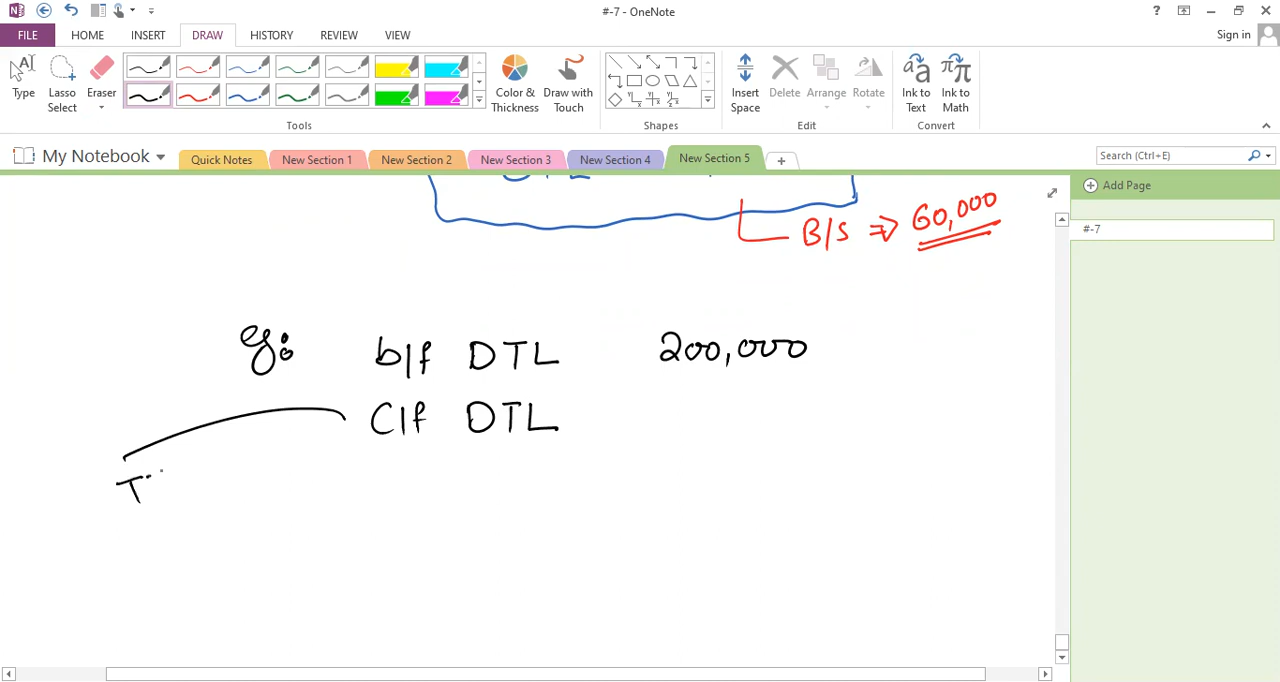 #-7 - OneNote
? Sign in
FILE HOME INSERT DRAW HISTORY REVIEW VIEW
Type Lasso Select Eraser Color & Thickness Draw with Touch Insert Space Delete Arrange Rotate Ink to Text Ink to Math
Tools Shapes Edit Convert
My Notebook Quick Notes New Section 1 New Section 2 New Section 3 New Section 4 New Section 5 Search (Ctrl+E)
Add Page
#-7
B/S ⇒ 60,000
eg: b/f DTL 200,000
C/f DTL
T